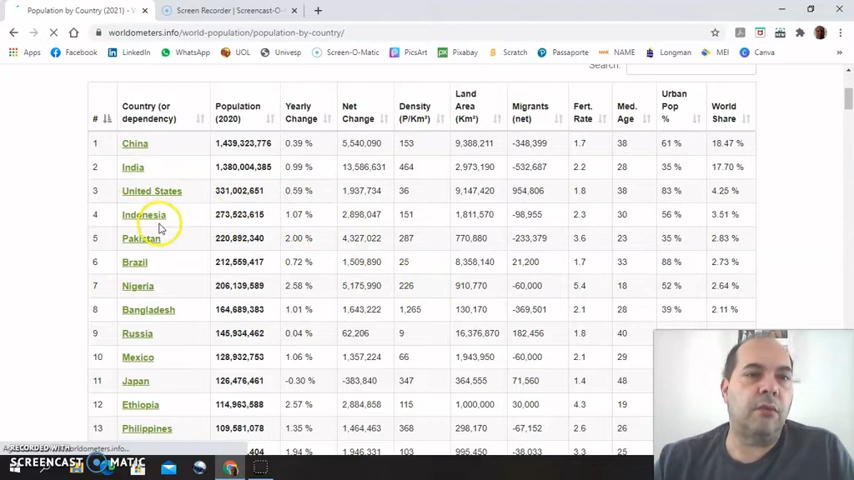 Population by Country (2021) - W
Screen Recorder | Screencast-O
worldometers.info/world-population/population-by-country/
Apps Facebook LinkedIn WhatsApp UOL Univesp Screen-O-Matic PicsArt Pixabay Scratch Passaporte NAME Longman MEI Canva
Search:
# Country (or dependency) Population (2020) Yearly Change Net Change Density (P/Km²) Land Area (Km²) Migrants (net) Fert. Rate Med. Age Urban Pop % World Share
1 China 1,439,323,776 0.39 % 5,540,090 153 9,388,211 -348,399 1.7 38 61 % 18.47 %
2 India 1,380,004,385 0.99 % 13,586,631 464 2,973,190 -532,687 2.2 28 35 % 17.70 %
3 United States 331,002,651 0.59 % 1,937,734 36 9,147,420 954,806 1.8 38 83 % 4.25 %
4 Indonesia 273,523,615 1.07 % 2,898,047 151 1,811,570 -98,955 2.3 30 56 % 3.51 %
5 Pakistan 220,892,340 2.00 % 4,327,022 287 770,880 -233,379 3.6 23 35 % 2.83 %
6 Brazil 212,559,417 0.72 % 1,509,890 25 8,358,140 21,200 1.7 33 88 % 2.73 %
7 Nigeria 206,139,589 2.58 % 5,175,990 226 910,770 -60,000 5.4 18 52 % 2.64 %
8 Bangladesh 164,689,383 1.01 % 1,643,222 1,265 130,170 -369,501 2.1 28 39 % 2.11 %
9 Russia 145,934,462 0.04 % 62,206 9 16,376,870 182,456 1.8 40
10 Mexico 128,932,753 1.06 % 1,357,224 66 1,943,950 -60,000 2.1 29
11 Japan 126,476,461 -0.30 % -383,840 347 364,555 71,560 1.4 48
12 Ethiopia 114,963,588 2.57 % 2,884,858 115 1,000,000 30,000 4.3 19
13 Philippines 109,581,078 1.35 % 1,464,463 368 298,170 -67,152 2.6 26
404 1.94 % 1,946,331 103 995,450 -38,033 3.3 25
RECORDED WITH
SCREENCAST MATIC